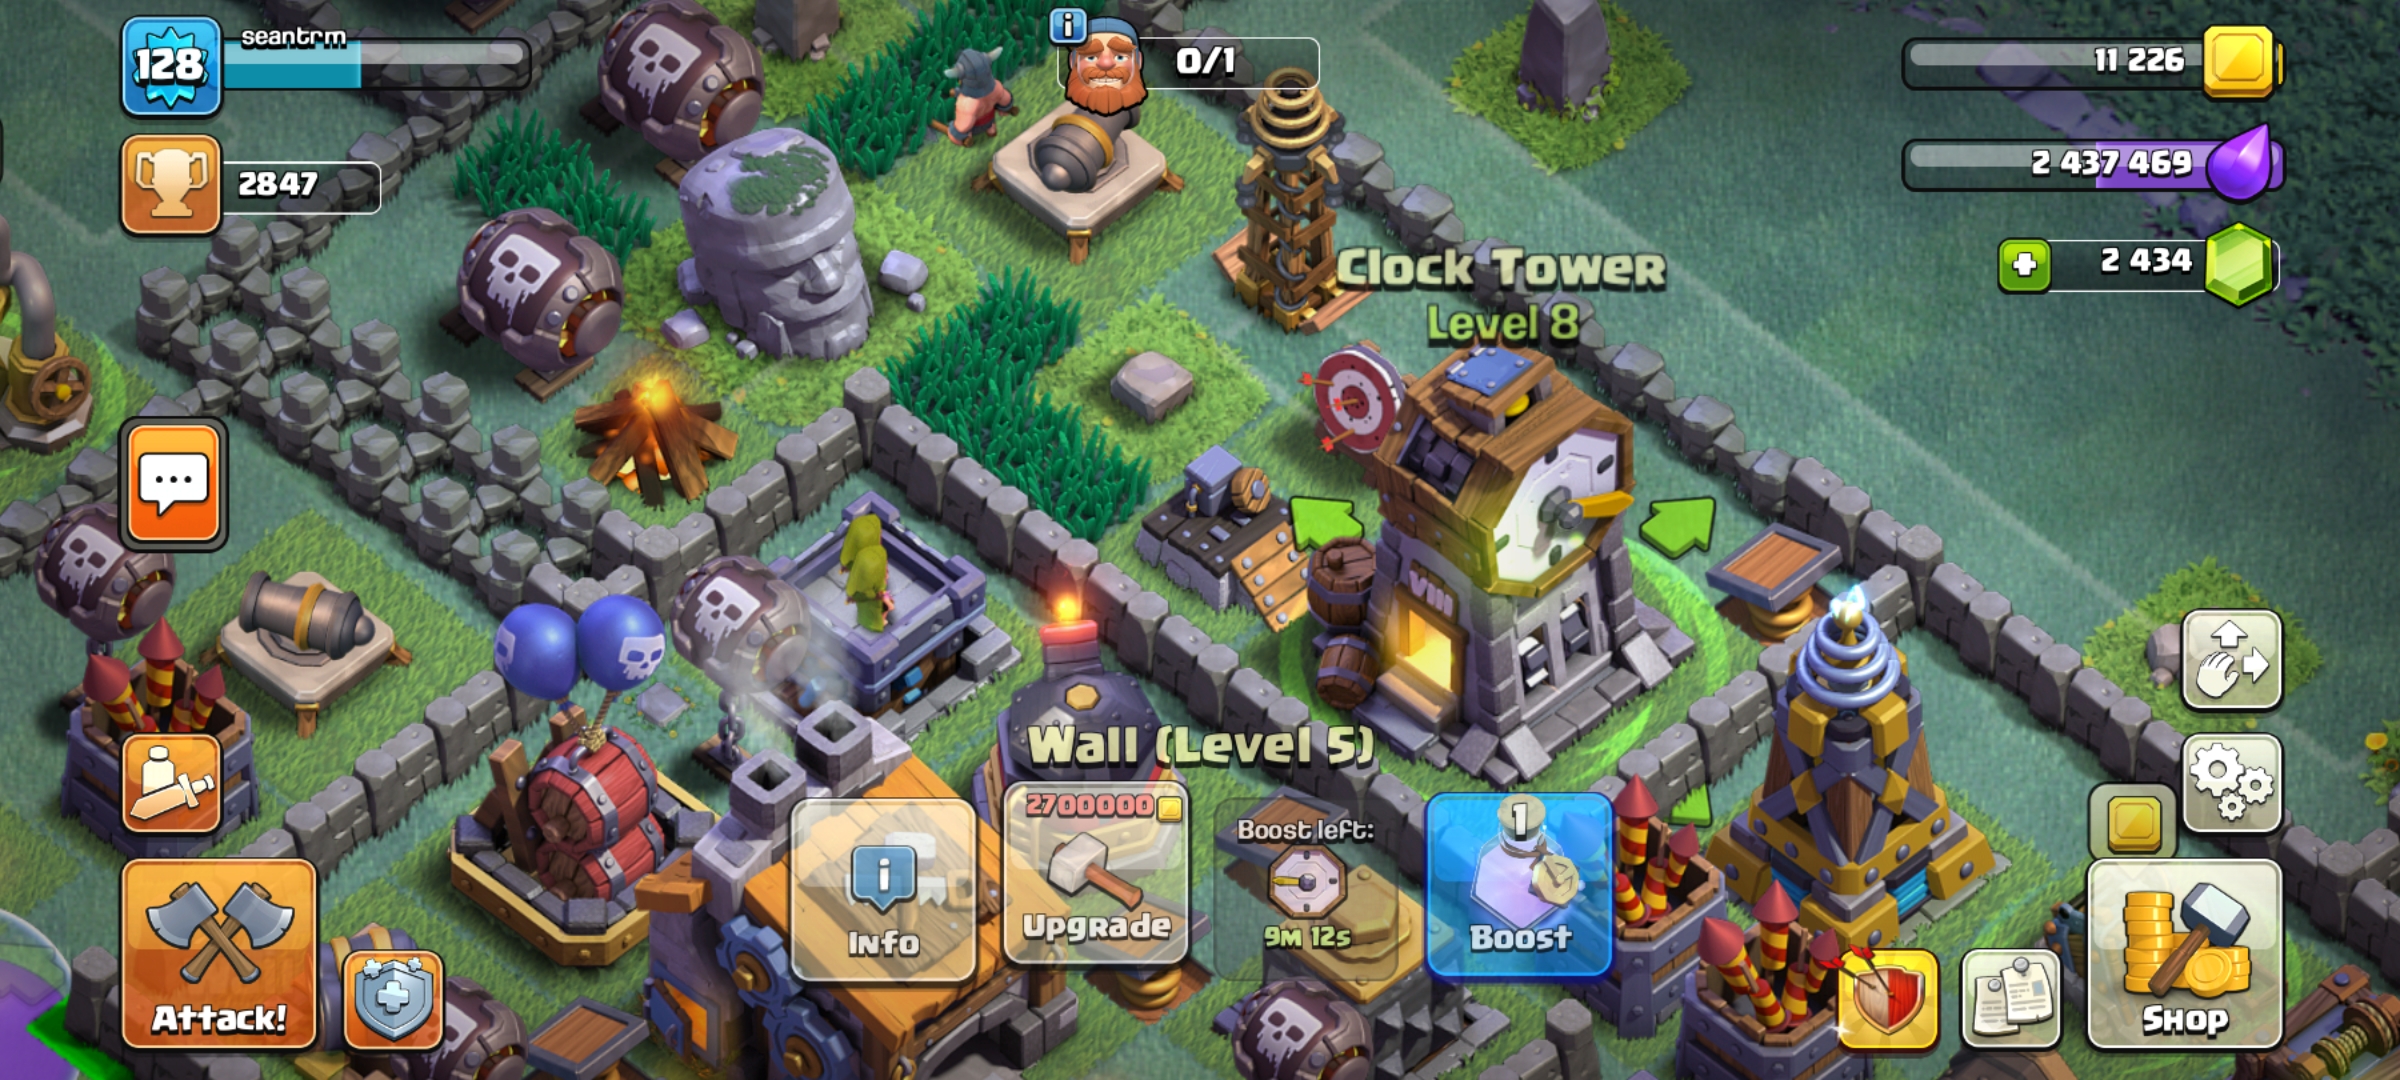 128
seantrm
0/1
11 226
2847
2 437 469
2 434
Clock Tower
Level 8
VIII
Wall (Level 5)
2700000
Boost left:
1
Info
Upgrade
9m 12s
Boost
Attack!
Shop